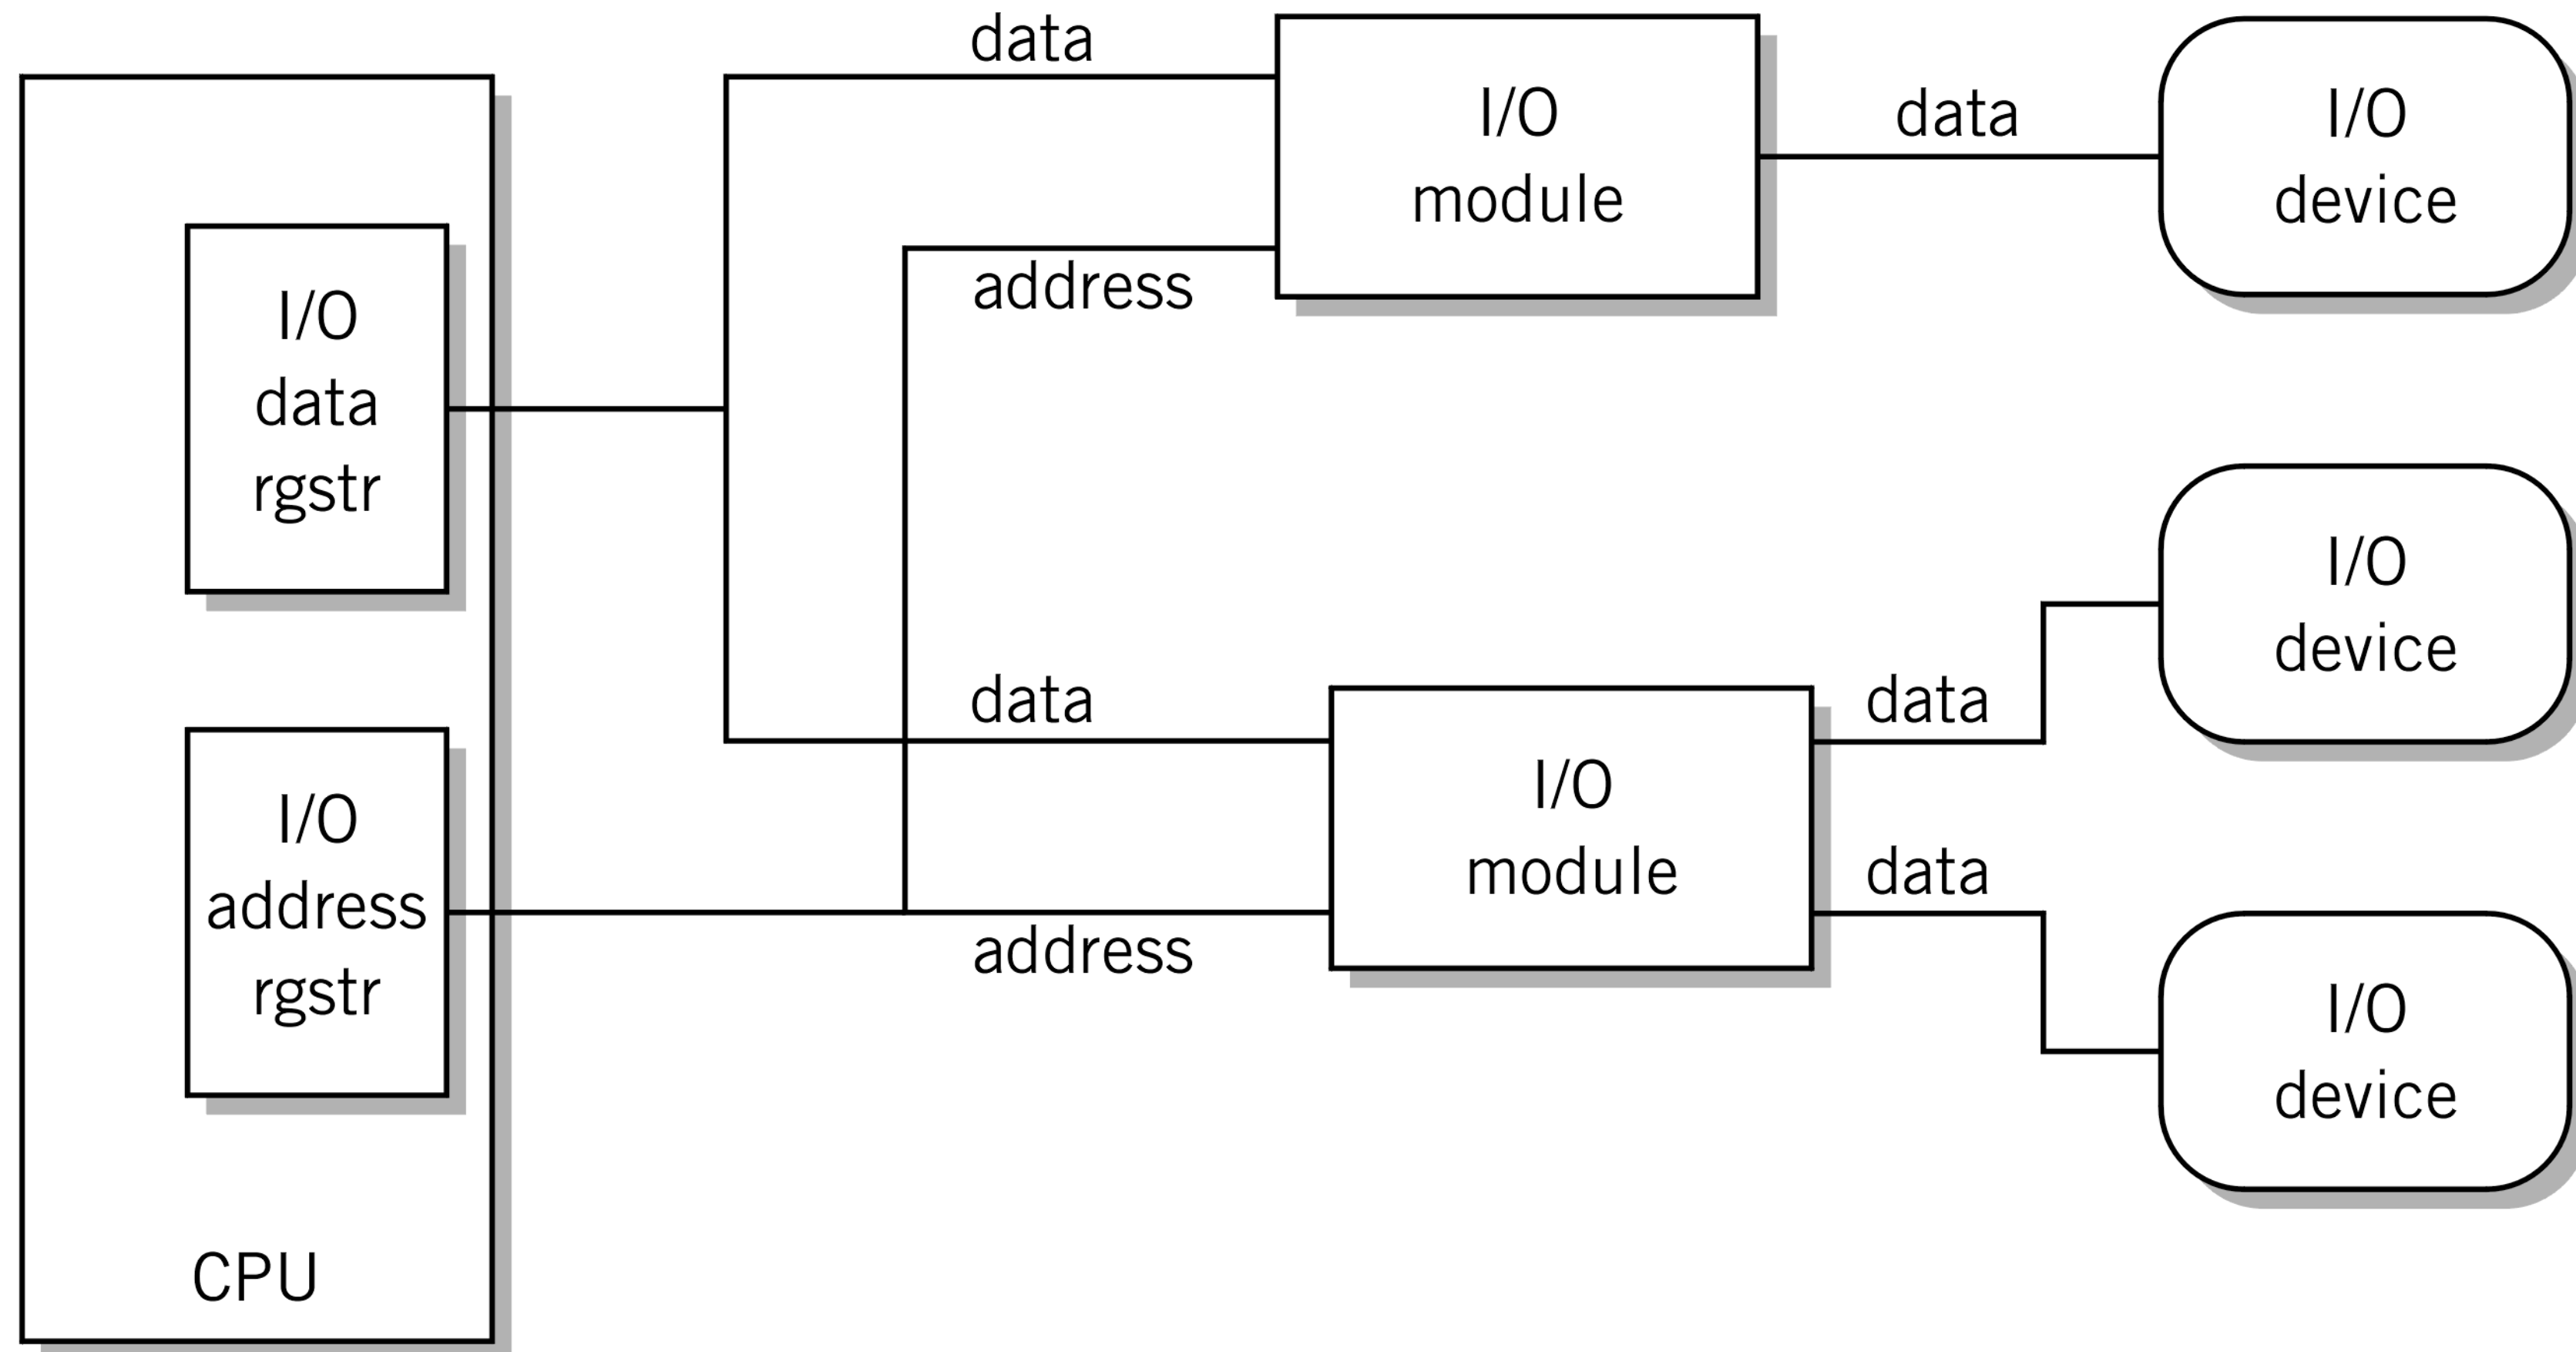 data
I/O
module
data
I/O
device
address
I/O
data
rgstr
I/O
device
data
data
I/O
module
I/O
address
rgstr
address
data
I/O
device
CPU